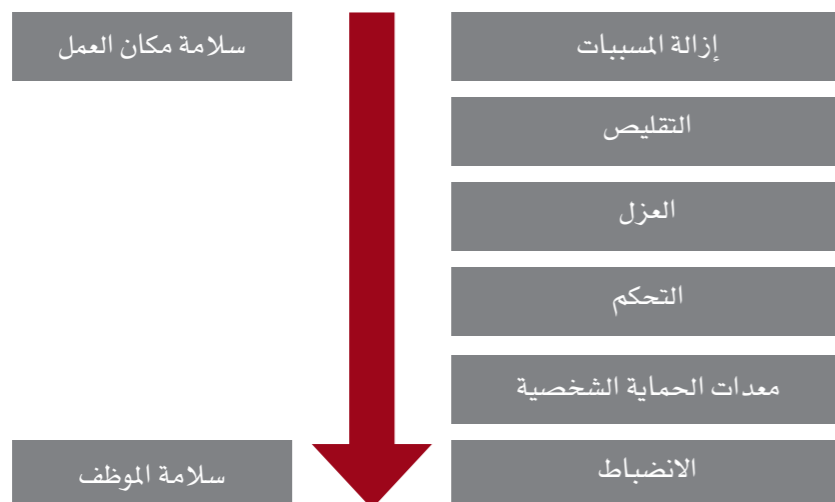 إزالة المسببات
سلامة مكان العمل
التقليص
العزل
التحكم
معدات الحماية الشخصية
الانضباط
سلامة الموظف